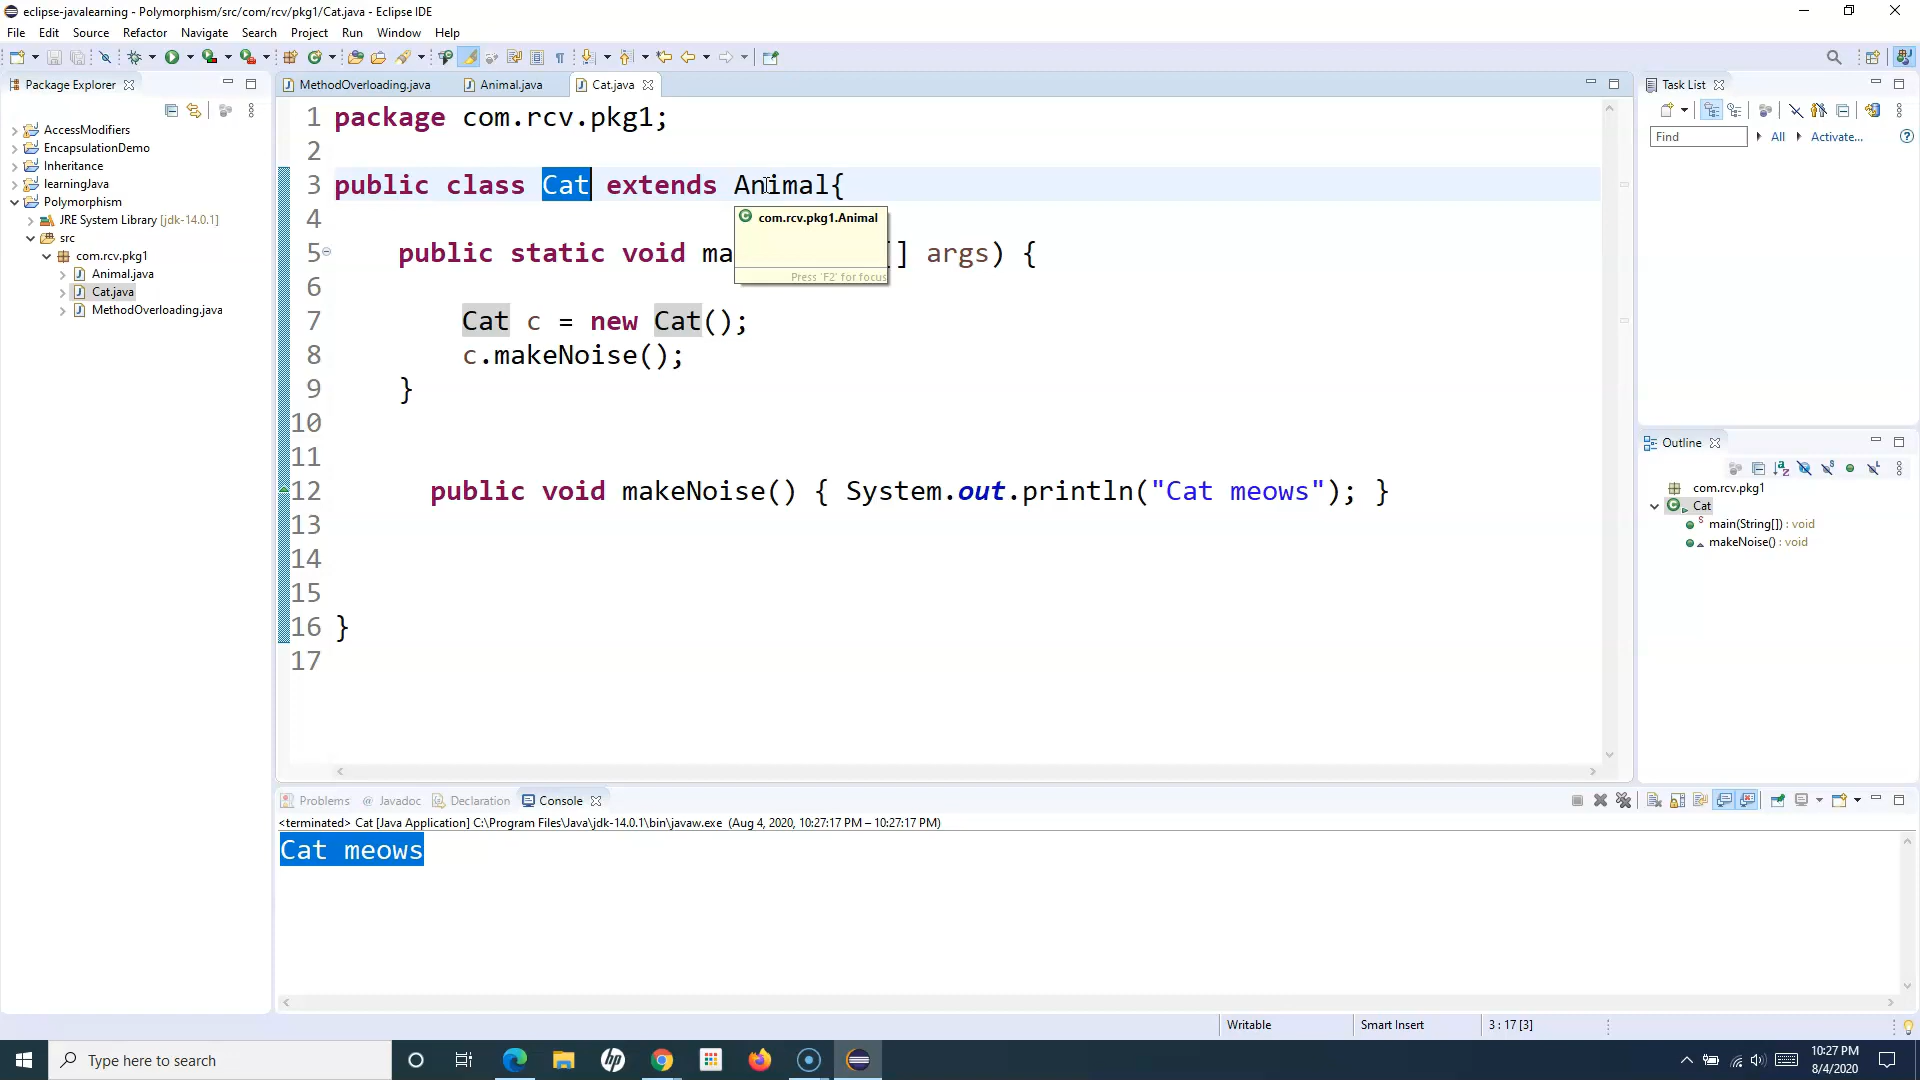 eclipse-javalearning - Polymorphism/src/com/rcv/pkg1/Cat.java - Eclipse IDE
File Edit Source Refactor Navigate Search Project Run Window Help
Package Explorer
AccessModifiers
EncapsulationDemo
Inheritance
learningJava
Polymorphism
JRE System Library [jdk-14.0.1]
src
com.rcv.pkg1
Animal.java
Cat.java
MethodOverloading.java
MethodOverloading.java Animal.java Cat.java
1 package com.rcv.pkg1;
2
3 public class Cat extends Animal{
4
5 public static void ma [] args) {
6
7 Cat c = new Cat();
8 c.makeNoise();
9 }
10
11
12 public void makeNoise() { System.out.println("Cat meows"); }
13
14
15
16 }
17
com.rcv.pkg1.Animal
Press 'F2' for focus
Problems @ Javadoc Declaration Console
<terminated> Cat [Java Application] C:\Program Files\Java\jdk-14.0.1\bin\javaw.exe (Aug 4, 2020, 10:27:17 PM – 10:27:17 PM)
Cat meows
Task List
Find All Activate...
Outline
com.rcv.pkg1
Cat
main(String[]) : void
makeNoise() : void
Writable Smart Insert 3 : 17 [3]
Type here to search
10:27 PM
8/4/2020